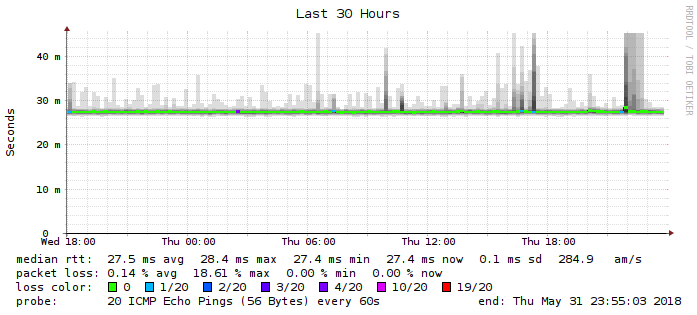 Last 30 Hours
RRDTOOL / TOBI OETIKER
Seconds
40 m
30 m
20 m
10 m
0
Wed 18:00 Thu 00:00 Thu 06:00 Thu 12:00 Thu 18:00
median rtt: 27.5 ms avg 28.4 ms max 27.4 ms min 27.4 ms now 0.1 ms sd 284.9 am/s
packet loss: 0.14 % avg 18.61 % max 0.00 % min 0.00 % now
loss color: 0 1/20 2/20 3/20 4/20 10/20 19/20
probe: 20 ICMP Echo Pings (56 Bytes) every 60s end: Thu May 31 23:55:03 2018